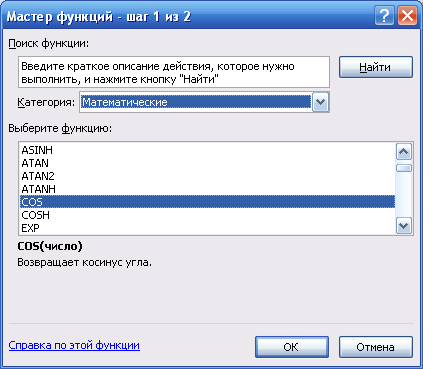 Мастер функций - шаг 1 из 2
Поиск функции:
Введите краткое описание действия, которое нужно
выполнить, и нажмите кнопку "Найти"
Найти
Категория: Математические
Выберите функцию:
ASINH
ATAN
ATAN2
ATANH
COS
COSH
EXP
COS(число)
Возвращает косинус угла.
Справка по этой функции
ОК
Отмена